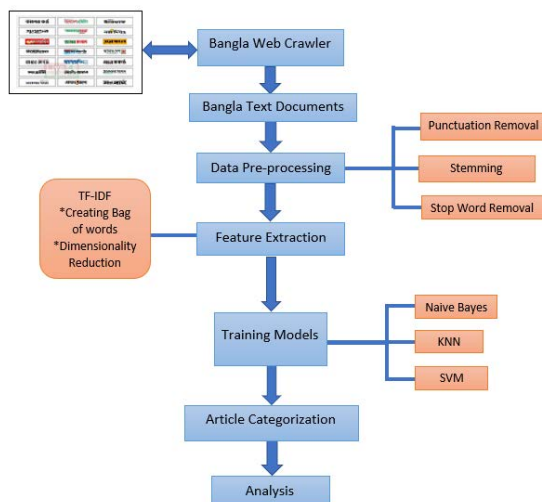 Bangla Web Crawler
Bangla Text Documents
Punctuation Removal
Data Pre-processing
Stemming
Stop Word Removal
TF-IDF
*Creating Bag
of words
*Dimensionality
Reduction
Feature Extraction
Naive Bayes
Training Models
KNN
SVM
Article Categorization
Analysis